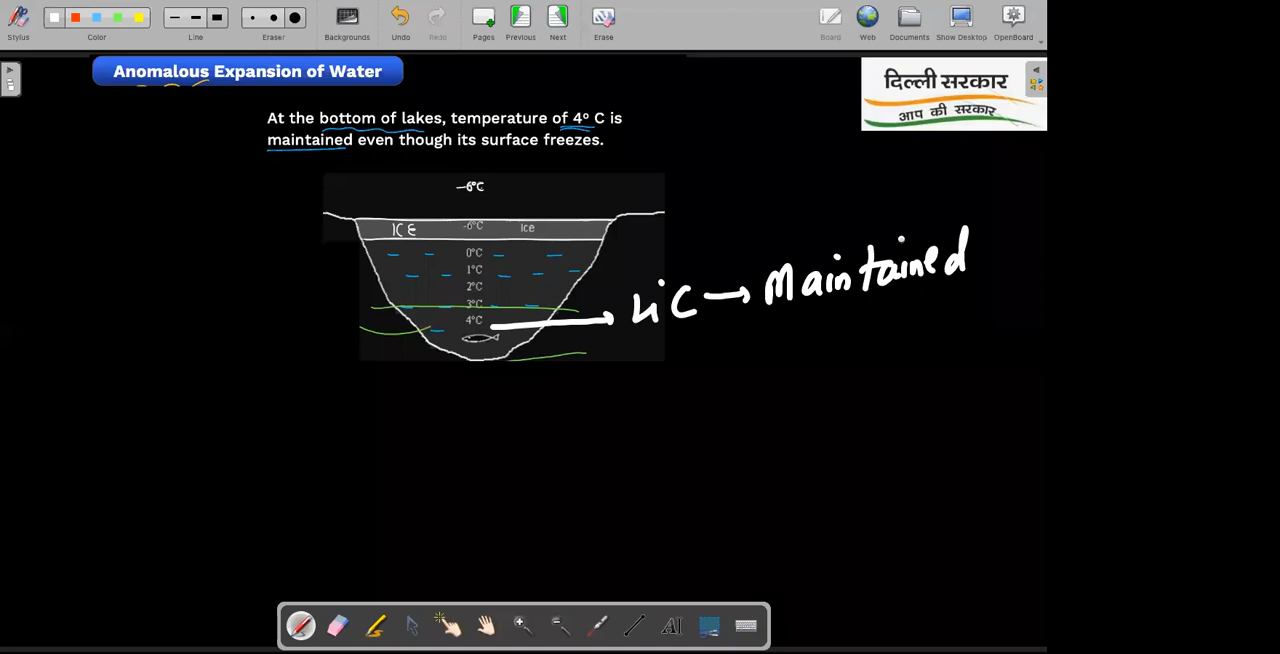 Stylus
Color
Line
Eraser
Backgrounds
Undo
Redo
Pages
Previous
Next
Erase
Board
Web
Documents
Show Desktop
OpenBoard
Anomalous Expansion of Water
दिल्ली सरकार
आप की सरकार
At the bottom of lakes, temperature of 4° C is
maintained even though its surface freezes.
–6°C
ICE -6°C Ice
0°C
1°C
2°C
3°C
4°C
4°C → Maintained
AI